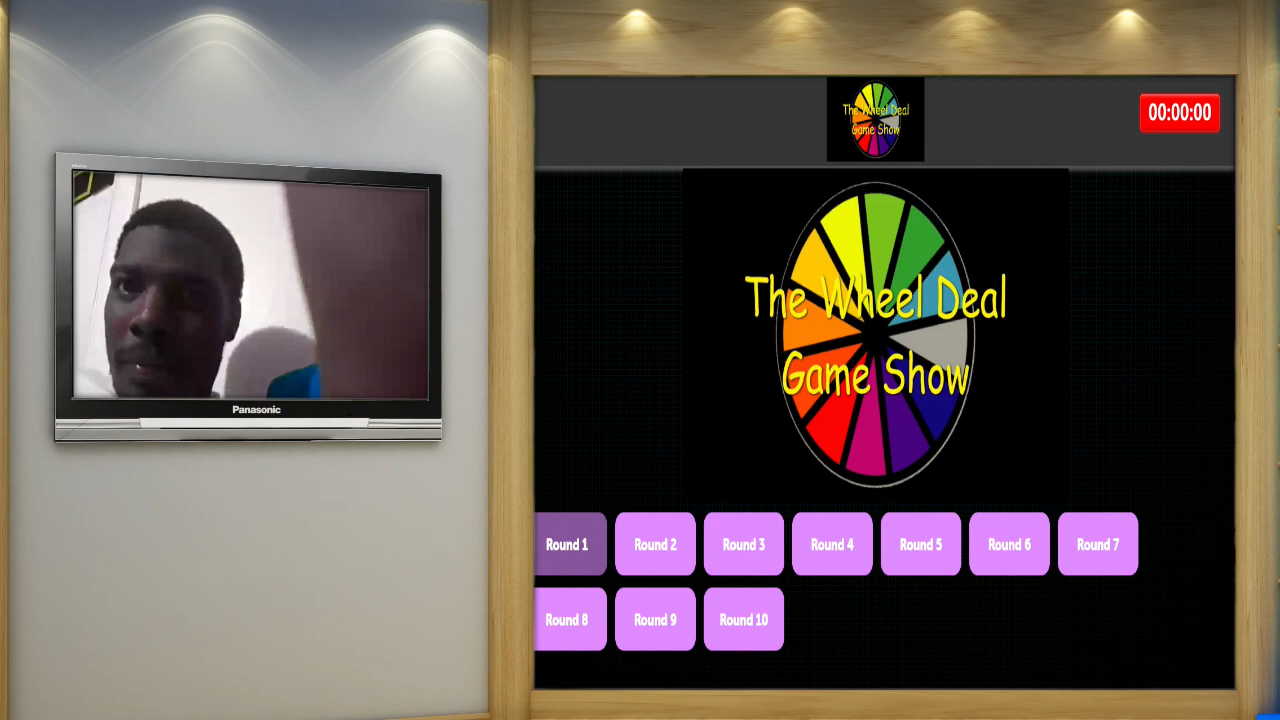 The Wheel Deal
Game Show
00:00:00
The Wheel Deal
Game Show
Panasonic
Round 1
Round 2
Round 3
Round 4
Round 5
Round 6
Round 7
Round 8
Round 9
Round 10